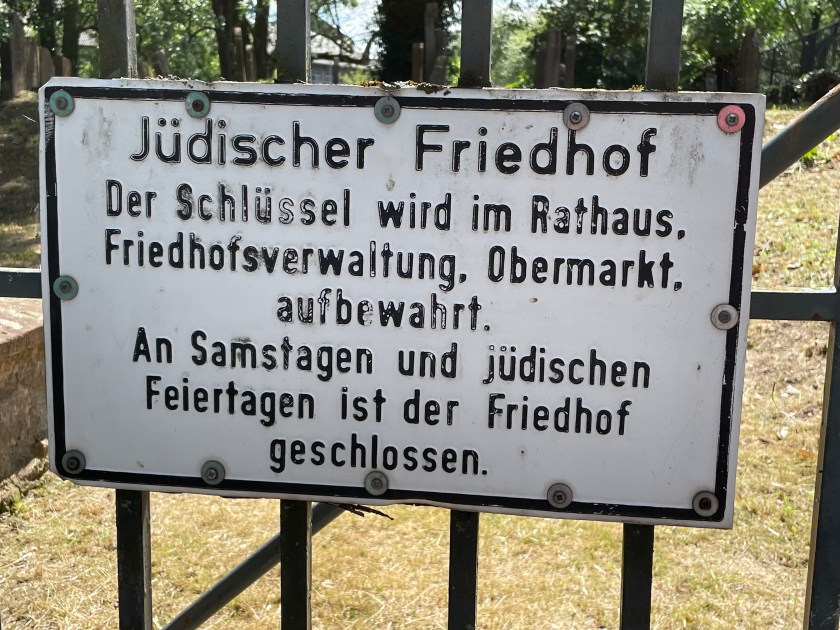 Jüdischer Friedhof
Der Schlüssel wird im Rathaus,
Friedhofsverwaltung, Obermarkt,
aufbewahrt.
An Samstagen und jüdischen
Feiertagen ist der Friedhof
geschlossen.